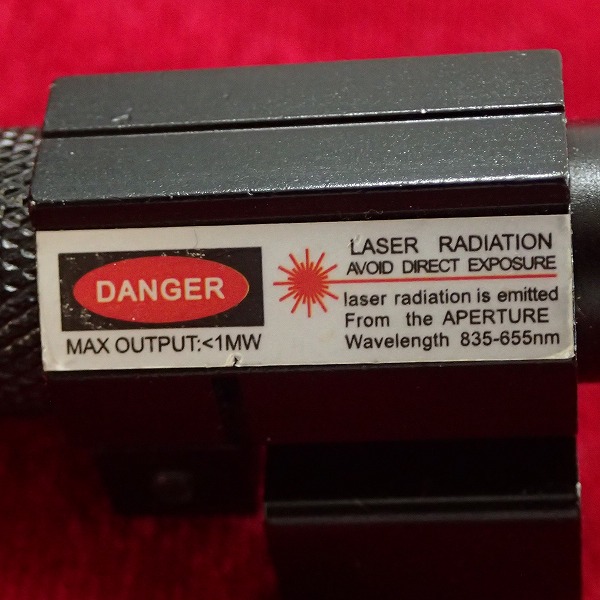 DANGER
MAX OUTPUT:<1MW
LASER RADIATION
AVOID DIRECT EXPOSURE
laser radiation is emitted
From the APERTURE
Wavelength 835-655nm